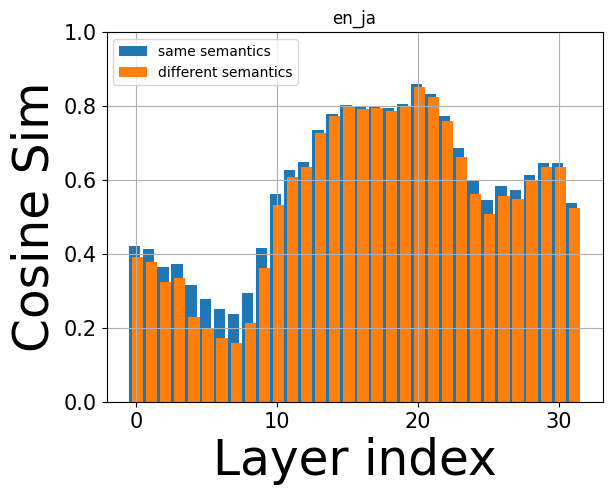 en_ja
same semantics
different semantics
Cosine Sim
1.0
0.8
0.6
0.4
0.2
0.0
0 10 20 30
Layer index